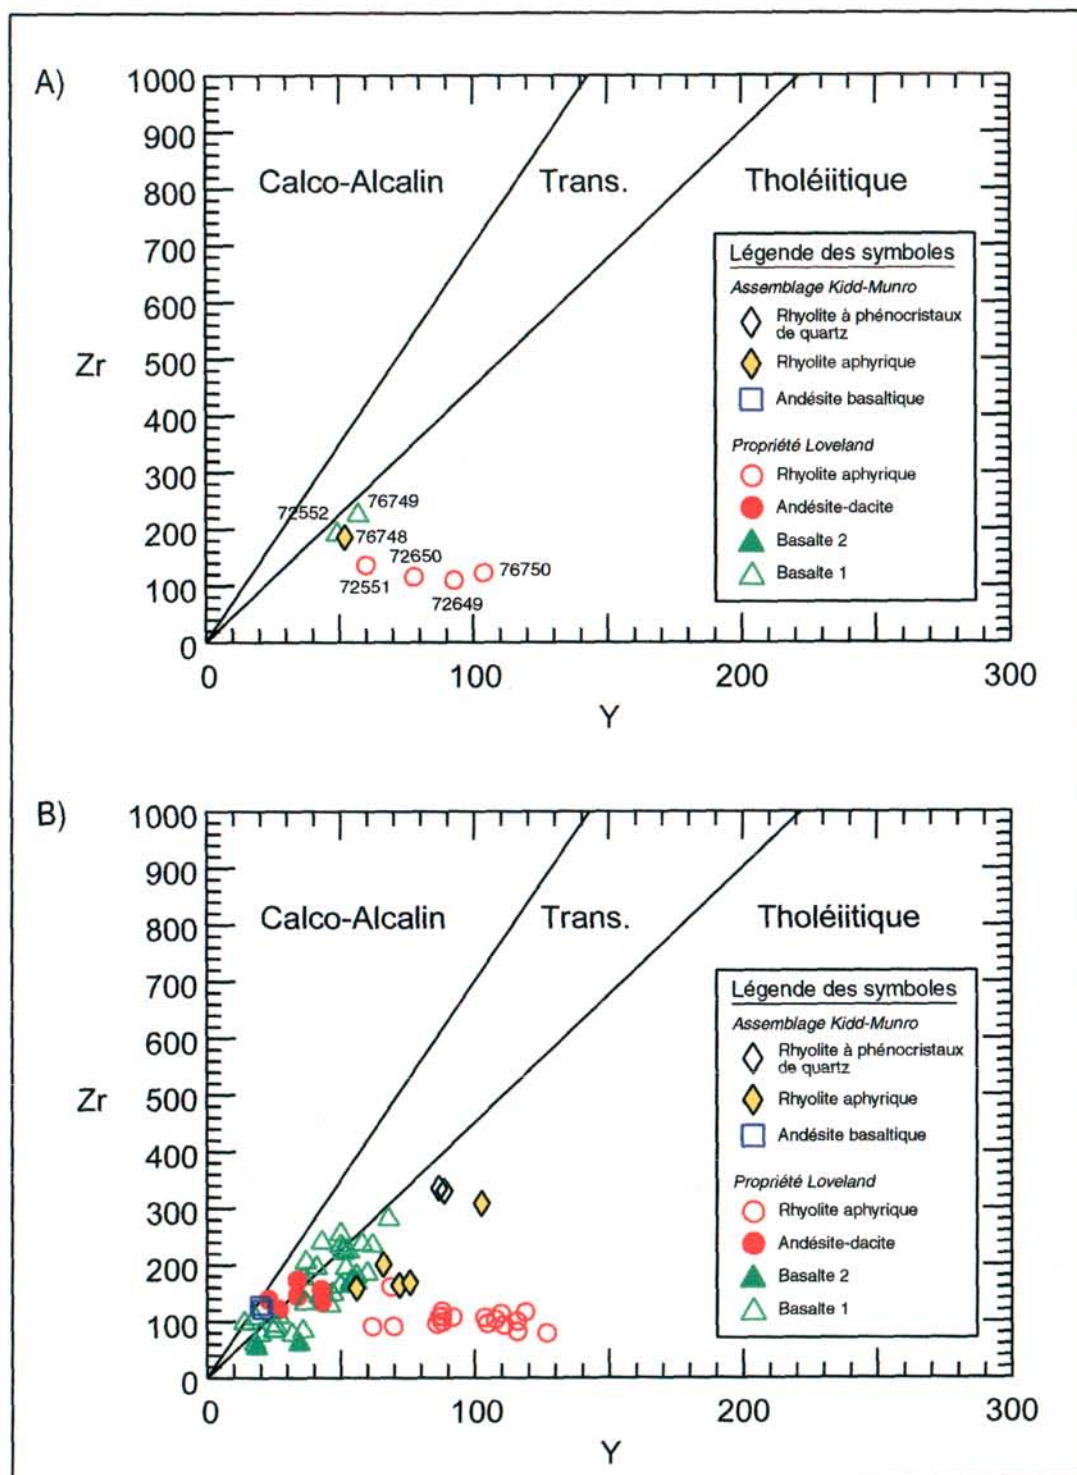 A)
1000
900
800
700
600
500
400
300
200
100
0
Zr
Calco-Alcalin
Trans.
Tholéiitique
Légende des symboles
Assemblage Kidd-Munro
Rhyolite à phénocristaux
de quartz
Rhyolite aphyrique
Andésite basaltique
Propriété Loveland
Rhyolite aphyrique
Andésite-dacite
Basalte 2
Basalte 1
72552
76749
76748
72650
72551
72649
76750
0
100
200
300
Y
B)
1000
900
800
700
600
500
400
300
200
100
0
Zr
Calco-Alcalin
Trans.
Tholéiitique
Légende des symboles
Assemblage Kidd-Munro
Rhyolite à phénocristaux
de quartz
Rhyolite aphyrique
Andésite basaltique
Propriété Loveland
Rhyolite aphyrique
Andésite-dacite
Basalte 2
Basalte 1
0
100
200
300
Y